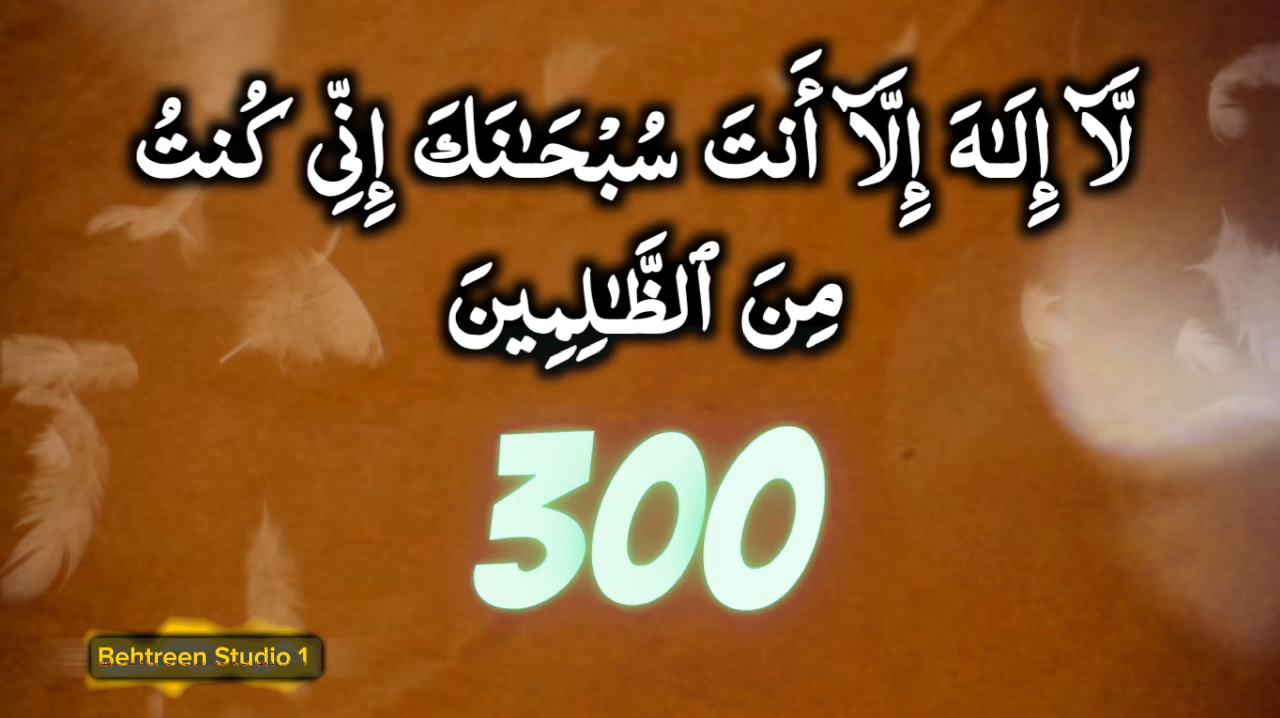 لَّآ إِلَـٰهَ إِلَّآ أَنتَ سُبْحَـٰنَكَ إِنِّى كُنتُ
مِنَ ٱلظَّـٰلِمِينَ
300
Behtreen Studio 1